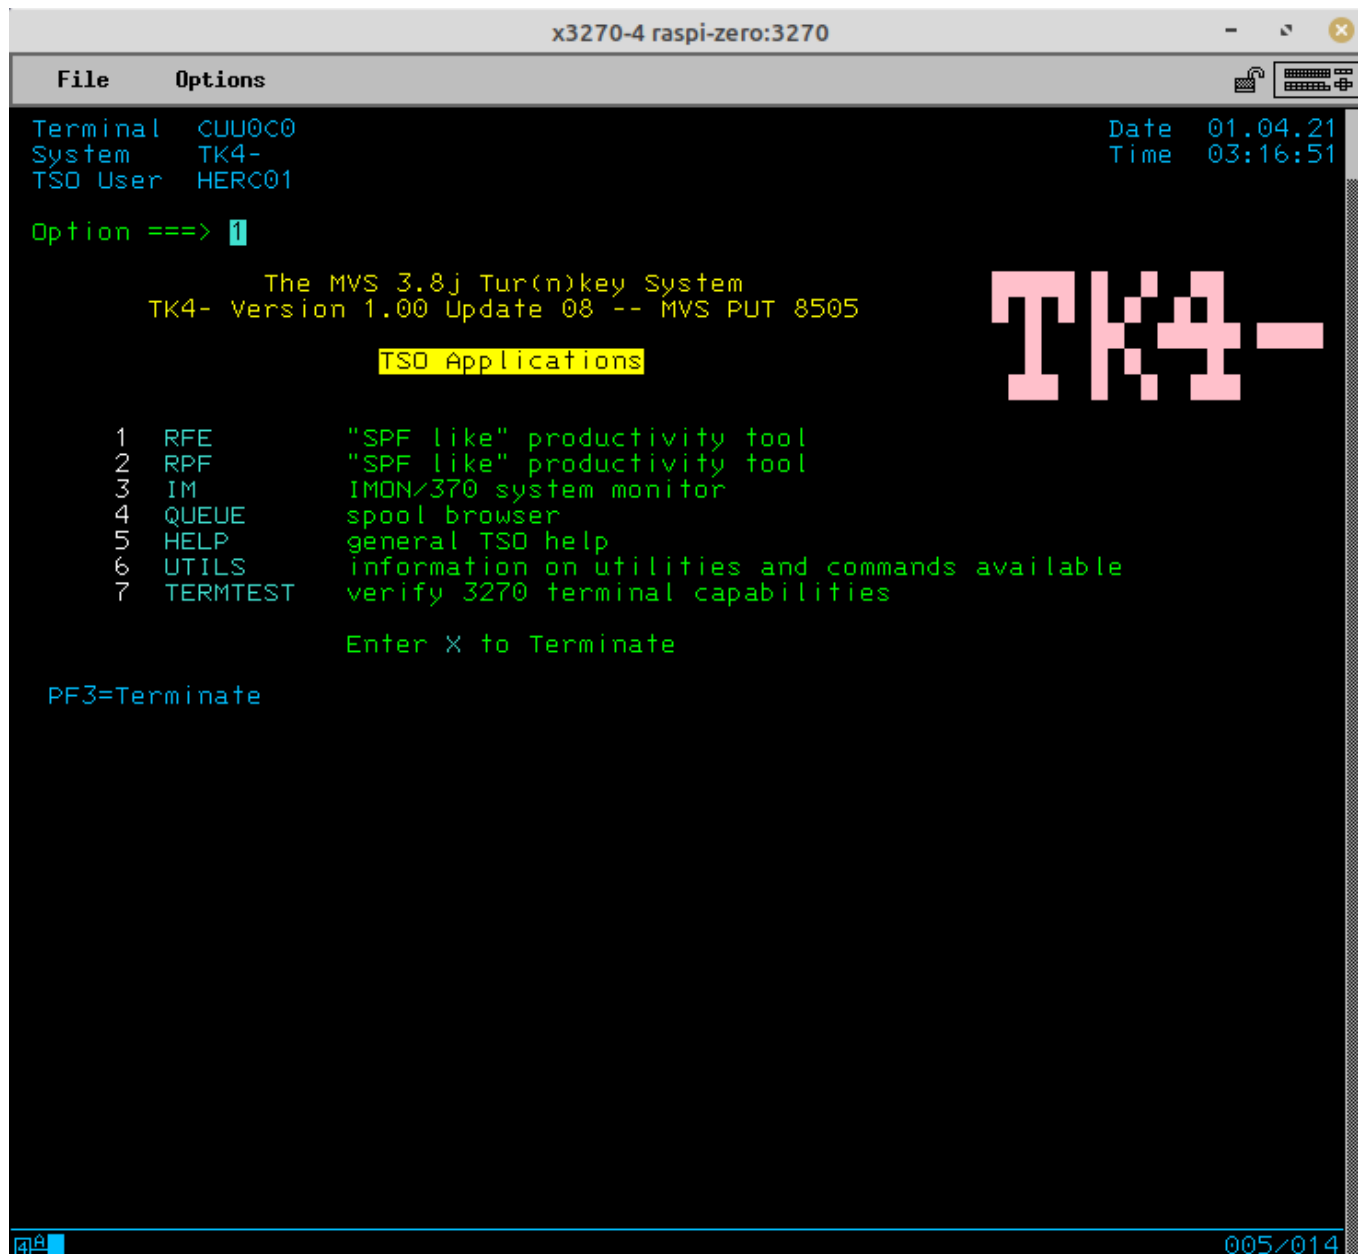 x3270-4 raspi-zero:3270
File Options
Terminal CUU0C0 Date 01.04.21
System TK4- Time 03:16:51
TSO User HERC01
Option ===> 1
The MVS 3.8j Tur(n)key System
TK4- Version 1.00 Update 08 -- MVS PUT 8505
TK4-
TSO Applications
1 RFE "SPF like" productivity tool
2 RPF "SPF like" productivity tool
3 IM IMON/370 system monitor
4 QUEUE spool browser
5 HELP general TSO help
6 UTILS information on utilities and commands available
7 TERMTEST verify 3270 terminal capabilities
Enter X to Terminate
PF3=Terminate
4A 005/014